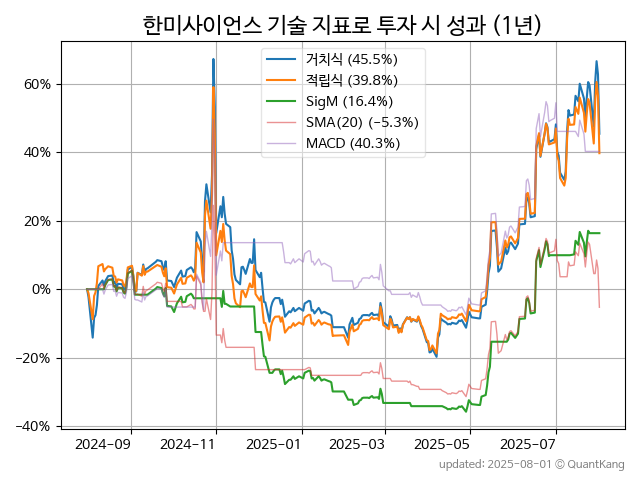 한미사이언스 기술 지표로 투자 시 성과 (1년)
거치식 (45.5%)
적립식 (39.8%)
SigM (16.4%)
SMA(20) (-5.3%)
MACD (40.3%)
60%
40%
20%
0%
-20%
-40%
2024-09
2024-11
2025-01
2025-03
2025-05
2025-07
updated: 2025-08-01 © QuantKang